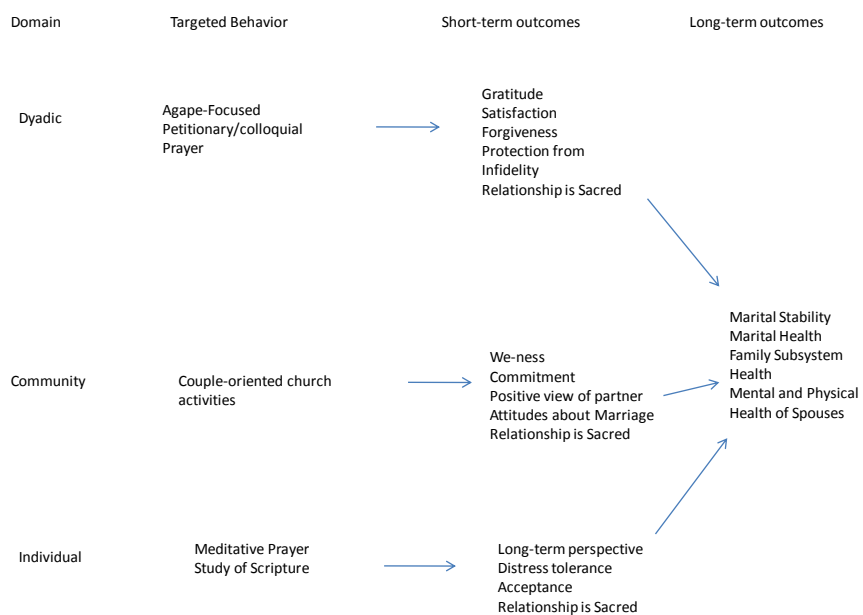 Domain
Targeted Behavior
Short-term outcomes
Long-term outcomes
Dyadic
Agape-Focused
Petitionary/colloquial
Prayer
Gratitude
Satisfaction
Forgiveness
Protection from
Infidelity
Relationship is Sacred
Community
Couple-oriented church
activities
We-ness
Commitment
Positive view of partner
Attitudes about Marriage
Relationship is Sacred
Marital Stability
Marital Health
Family Subsystem
Health
Mental and Physical
Health of Spouses
Individual
Meditative Prayer
Study of Scripture
Long-term perspective
Distress tolerance
Acceptance
Relationship is Sacred